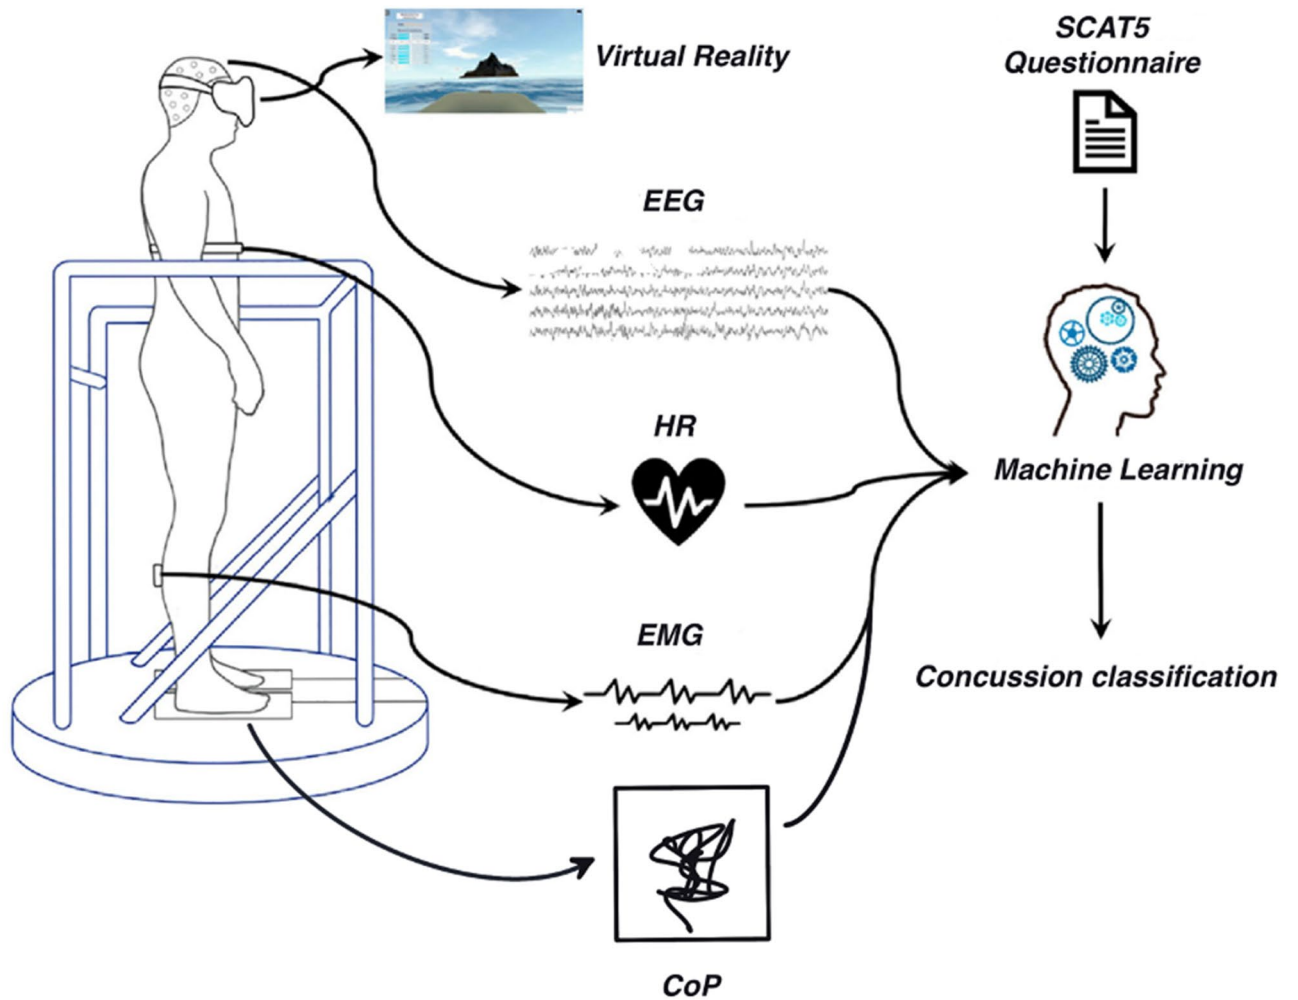 Virtual Reality
SCAT5
Questionnaire
EEG
HR
Machine Learning
EMG
Concussion classification
CoP